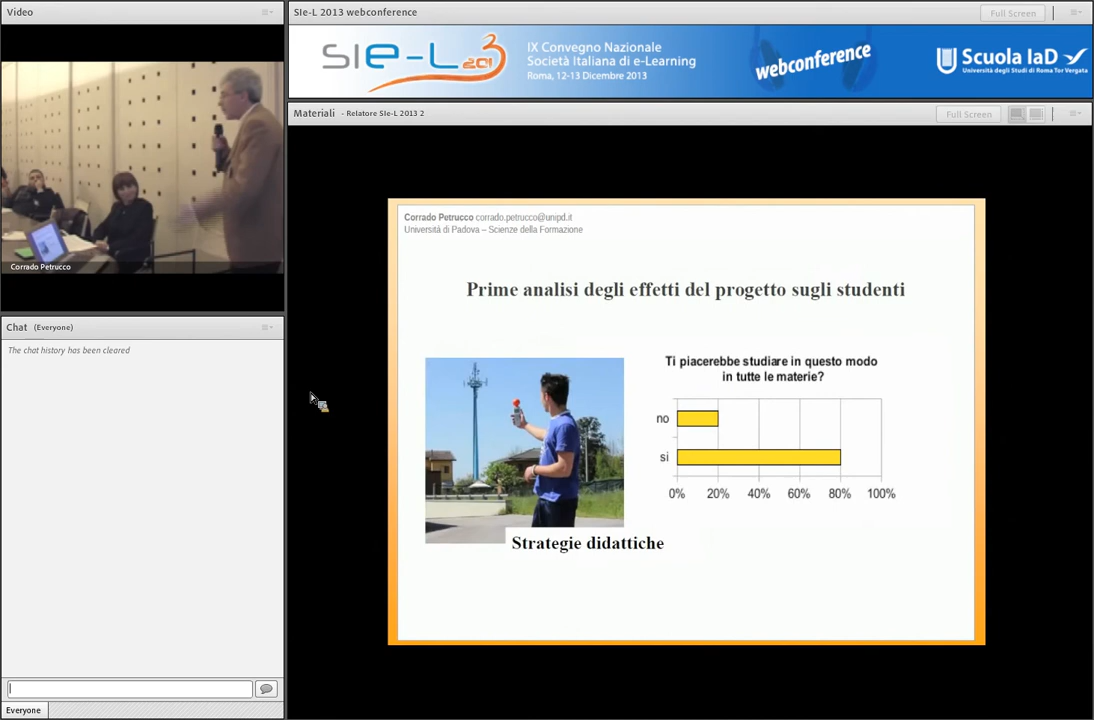 Video
Corrado Petrucco
Chat (Everyone)
The chat history has been cleared
Everyone
SIe-L 2013 webconference
Full Screen
SIe-L 2013
IX Convegno Nazionale
Società Italiana di e-Learning
Roma, 12-13 Dicembre 2013
webconference
Scuola IaD
Università degli Studi di Roma Tor Vergata
Materiali - Relatore SIe-L 2013 2
Full Screen
Corrado Petrucco corrado.petrucco@unipd.it
Università di Padova – Scienze della Formazione
Prime analisi degli effetti del progetto sugli studenti
Ti piacerebbe studiare in questo modo
in tutte le materie?
no
si
0% 20% 40% 60% 80% 100%
Strategie didattiche